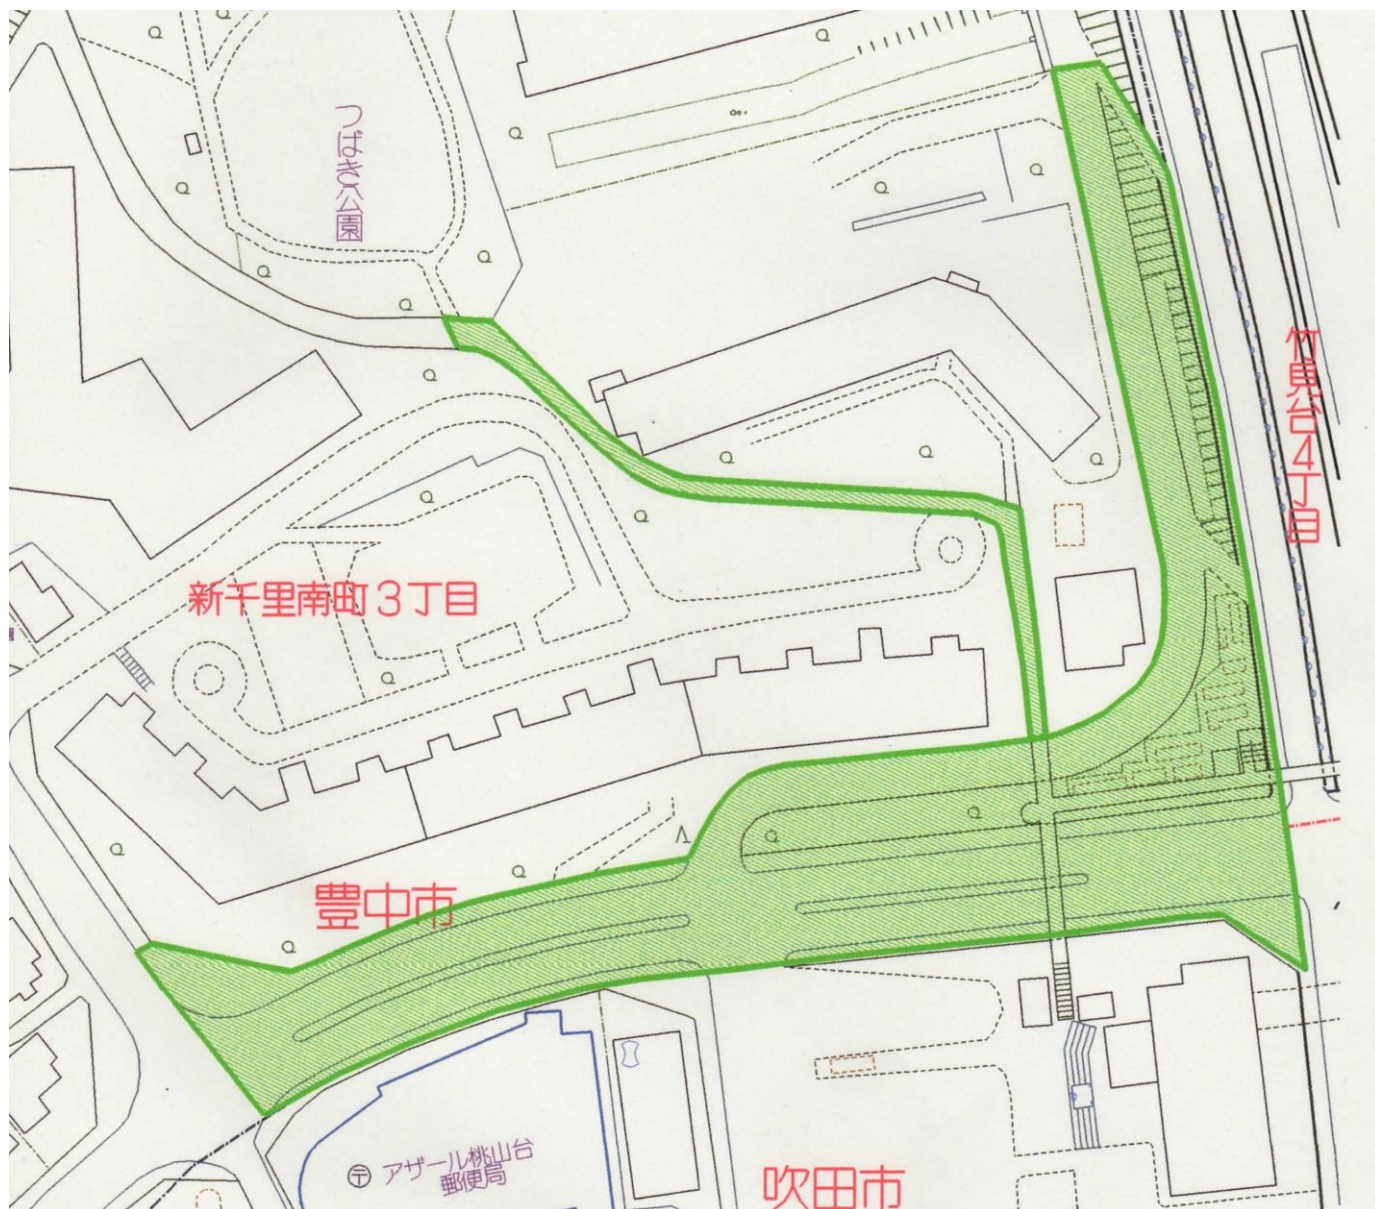 つばき公園
竹見台4丁目
新千里南町3丁目
豊中市
アザール桃山台
郵便局
吹田市